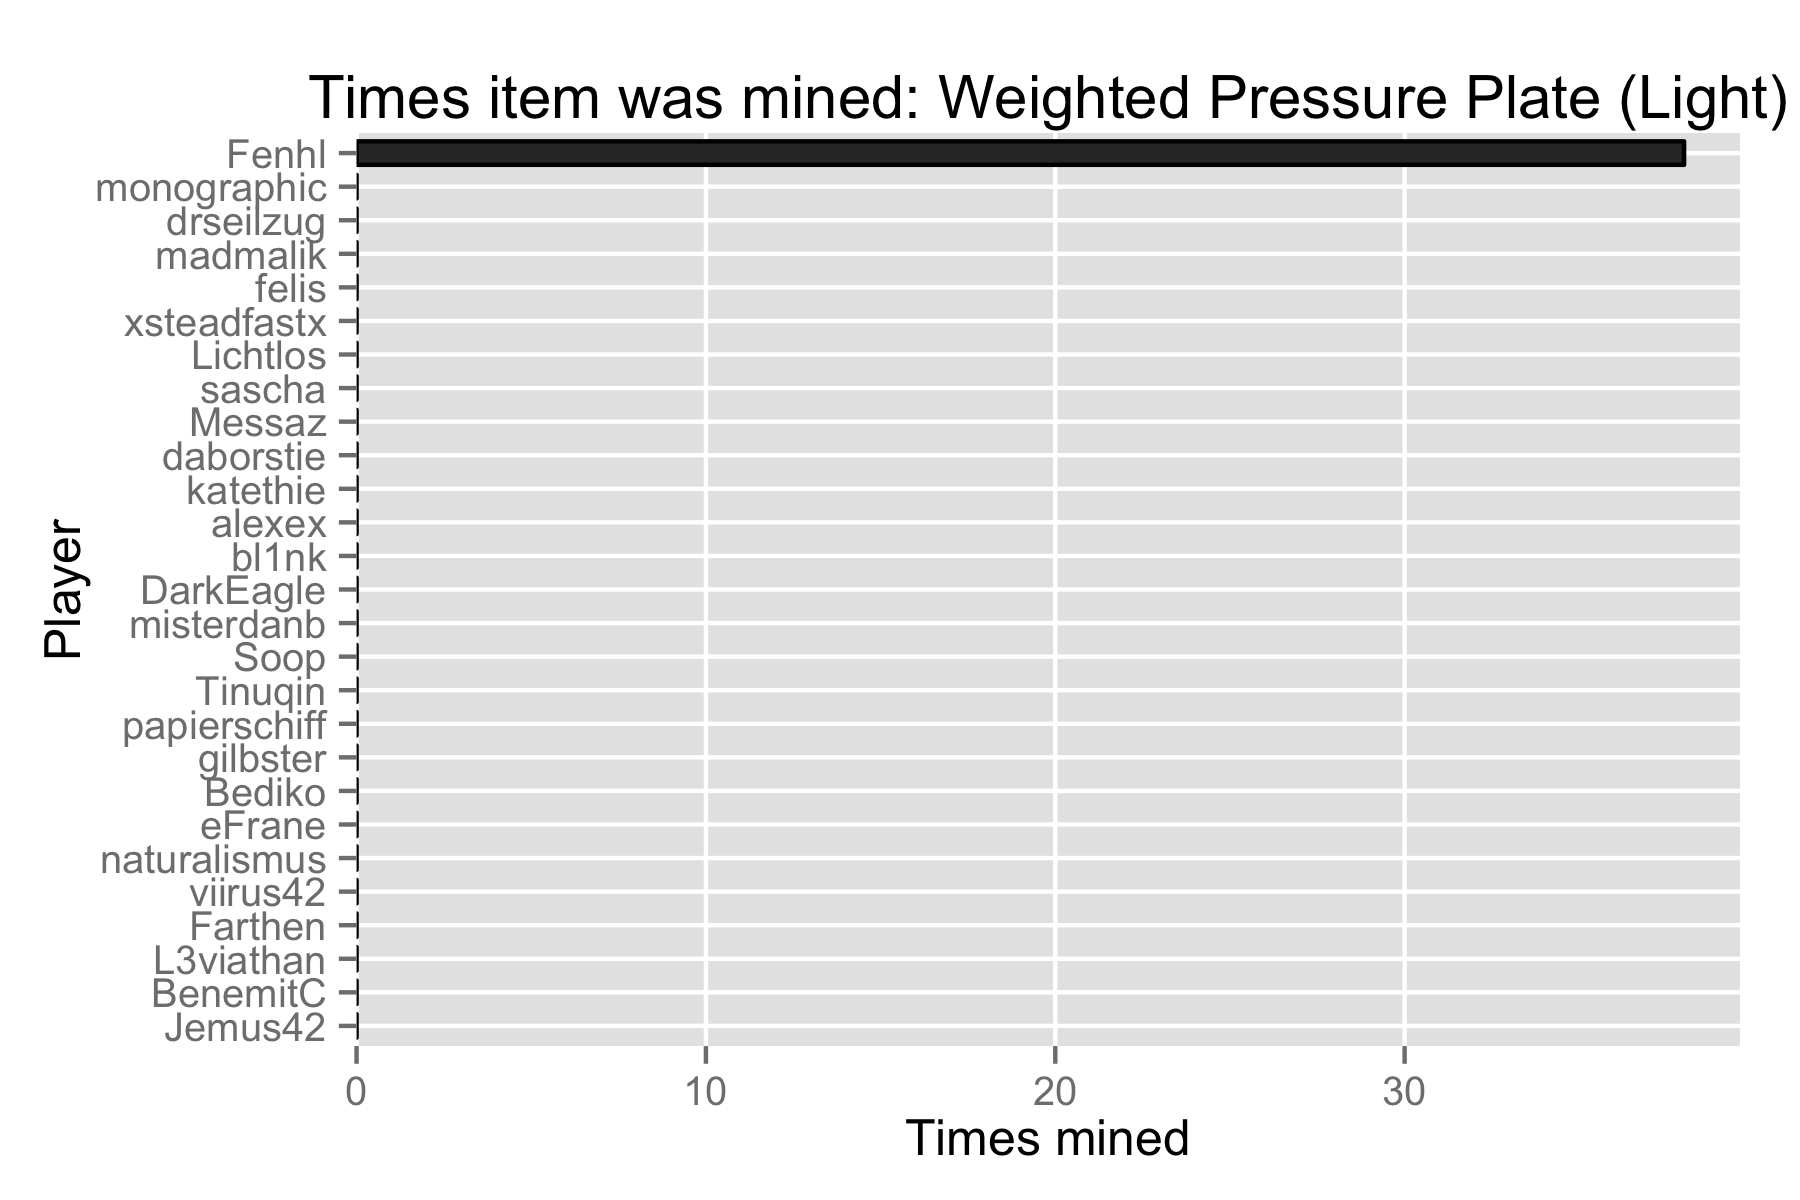 Times item was mined: Weighted Pressure Plate (Light)
Fenhl
monographic
drseilzug
madmalik
felis
xsteadfastx
Lichtlos
sascha
Messaz
daborstie
katethie
alexex
bl1nk
DarkEagle
misterdanb
Soop
Tinuqin
papierschiff
gilbster
Bediko
eFrane
naturalismus
viirus42
Farthen
L3viathan
BenemitC
Jemus42
Player
0 10 20 30
Times mined